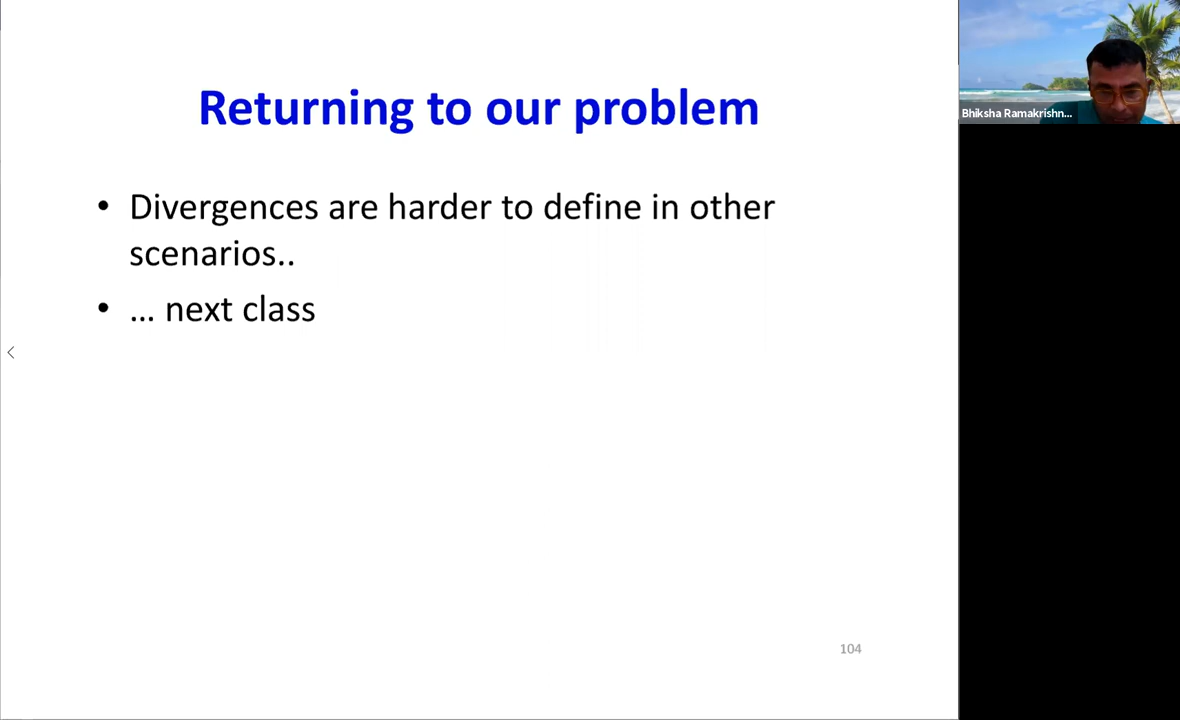 Returning to our problem
• Divergences are harder to define in other
scenarios..
• … next class
104
Bhiksha Ramakrishn...